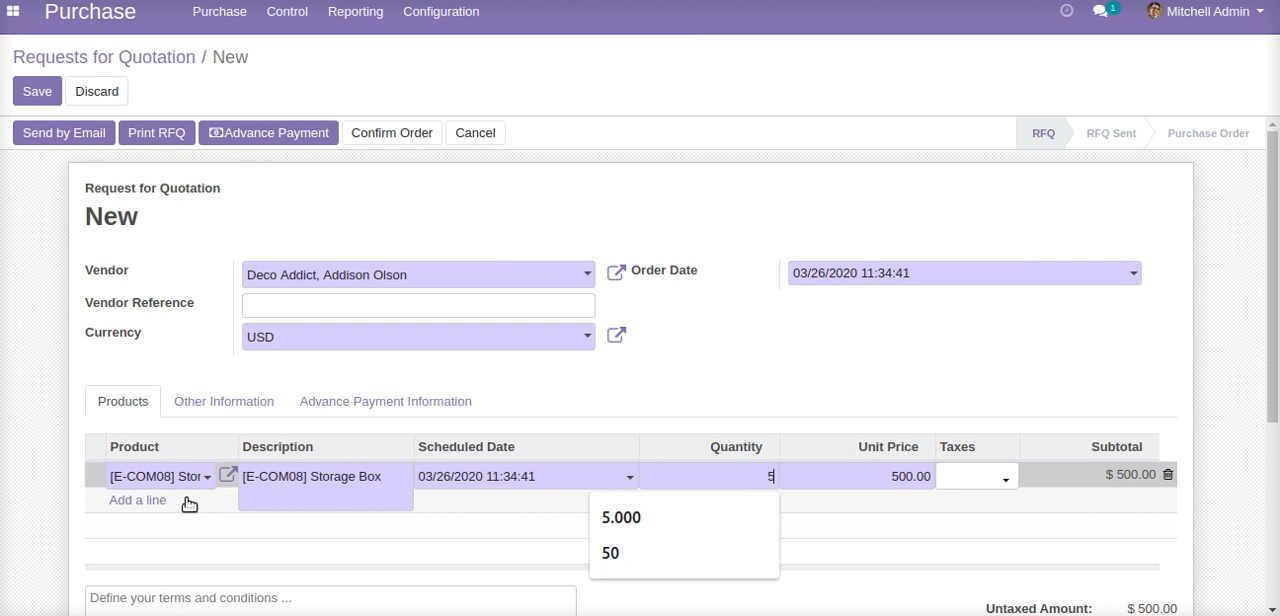 Purchase Purchase Control Reporting Configuration 1 Mitchell Admin
Requests for Quotation / New
Save Discard
Send by Email Print RFQ Advance Payment Confirm Order Cancel RFQ RFQ Sent Purchase Order
Request for Quotation
New
Vendor Deco Addict, Addison Olson Order Date 03/26/2020 11:34:41
Vendor Reference
Currency USD
Products Other Information Advance Payment Information
Product Description Scheduled Date Quantity Unit Price Taxes Subtotal
[E-COM08] Stor [E-COM08] Storage Box 03/26/2020 11:34:41 5 500.00 $ 500.00
Add a line
5.000
50
Define your terms and conditions ...
Untaxed Amount: $ 500.00